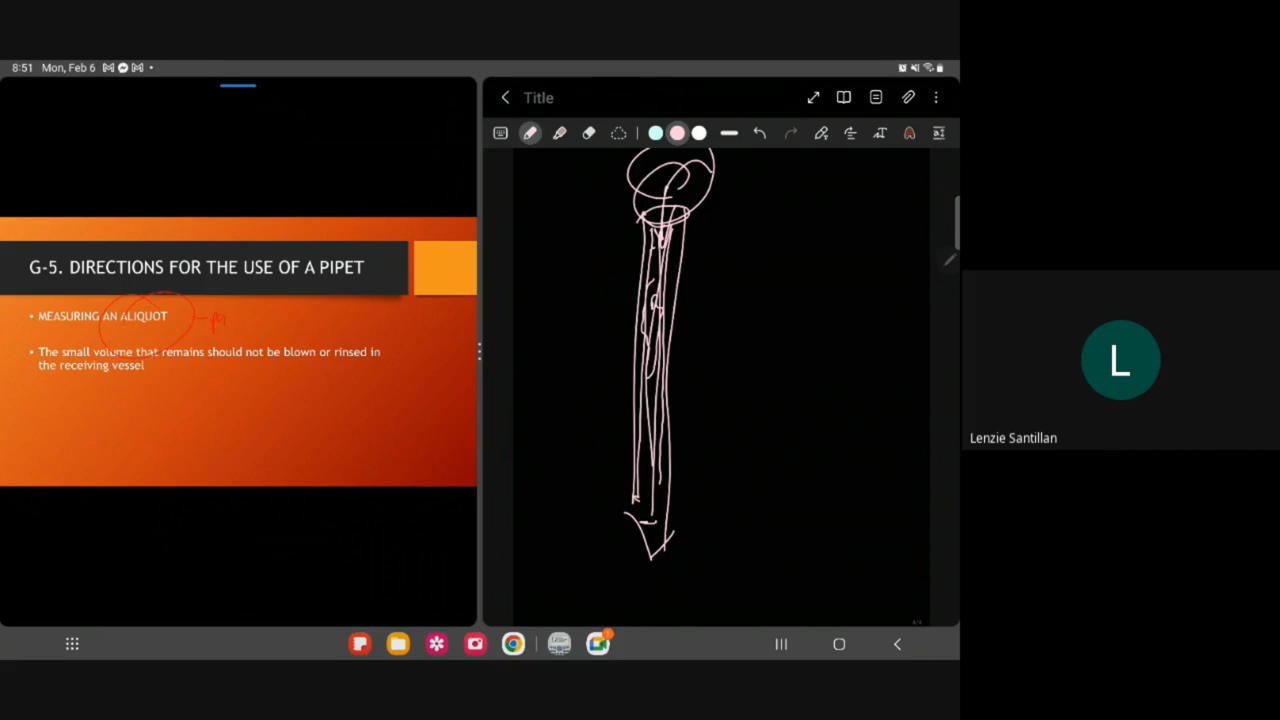 8:51 Mon, Feb 6
Title
G-5. DIRECTIONS FOR THE USE OF A PIPET
• MEASURING AN ALIQUOT
• The small volume that remains should not be blown or rinsed in
the receiving vessel
L
Lenzie Santillan